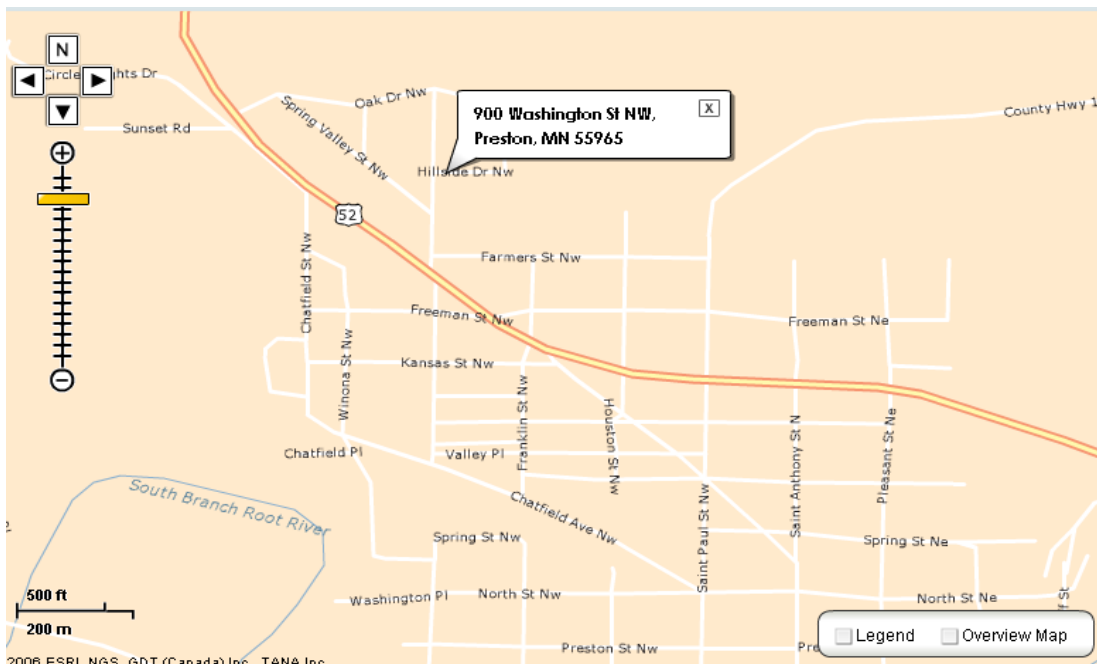 N
Circle
ghts Dr
Oak Dr Nw
900 Washington St NW,
Preston, MN 55965
X
County Hwy 1
Sunset Rd
Spring Valley St Nw
Hillside Dr Nw
52
Farmers St Nw
Chatfield St Nw
Freeman St Nw
Freeman St Ne
Winona St Nw
Kansas St Nw
Franklin St Nw
Houston St Nw
Saint Anthony St N
Pleasant St Ne
Chatfield Pl
Valley Pl
South Branch Root River
Chatfield Ave Nw
Saint Paul St Nw
Spring St Nw
Spring St Ne
500 ft
200 m
Washington Pl
North St Nw
North St Ne
f St
Preston St Nw
Pre
Legend
Overview Map
2006 ESRI, NGS, GDT (Canada) Inc., TANA Inc.